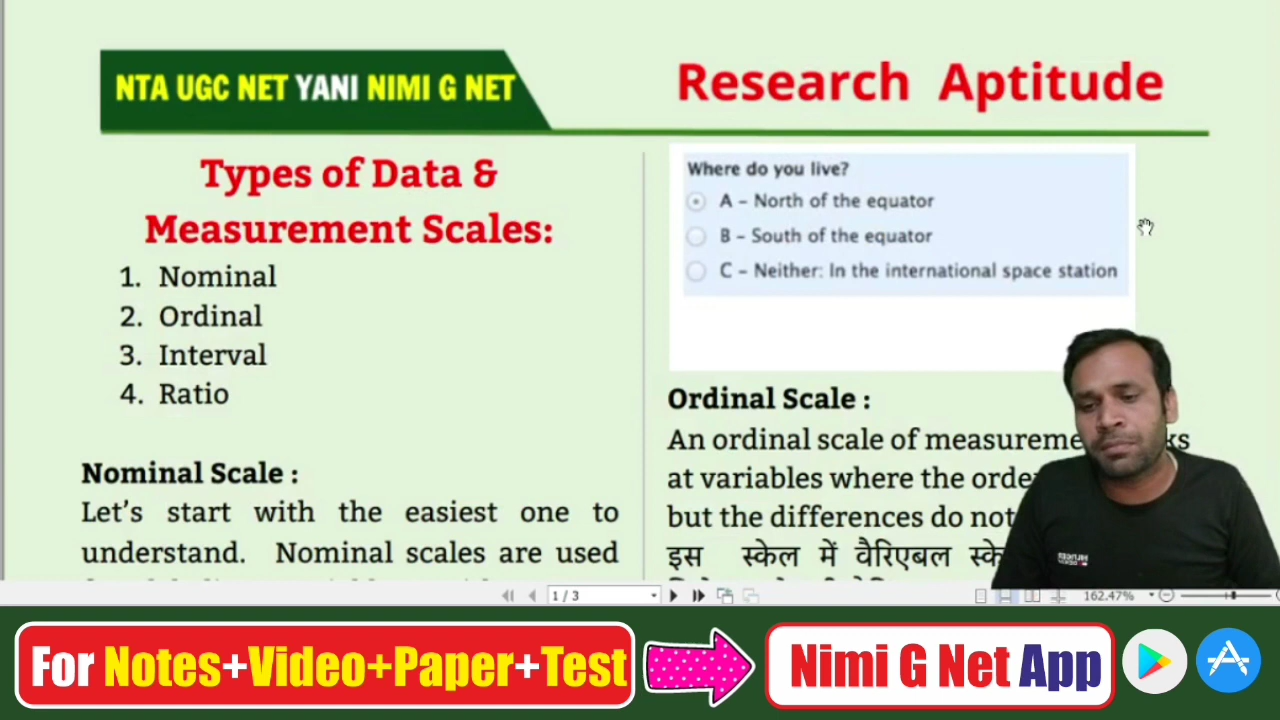 NTA UGC NET YANI NIMI G NET
Research Aptitude
Types of Data &
Measurement Scales:
1. Nominal
2. Ordinal
3. Interval
4. Ratio
Nominal Scale :
Let's start with the easiest one to
understand. Nominal scales are used
Where do you live?
A – North of the equator
B – South of the equator
C – Neither: In the international space station
Ordinal Scale :
An ordinal scale of
at variables where the
but the differences do not
इस स्केल में वैरिएबल
1 / 3
162.47%
For Notes+Video+Paper+Test
Nimi G Net App